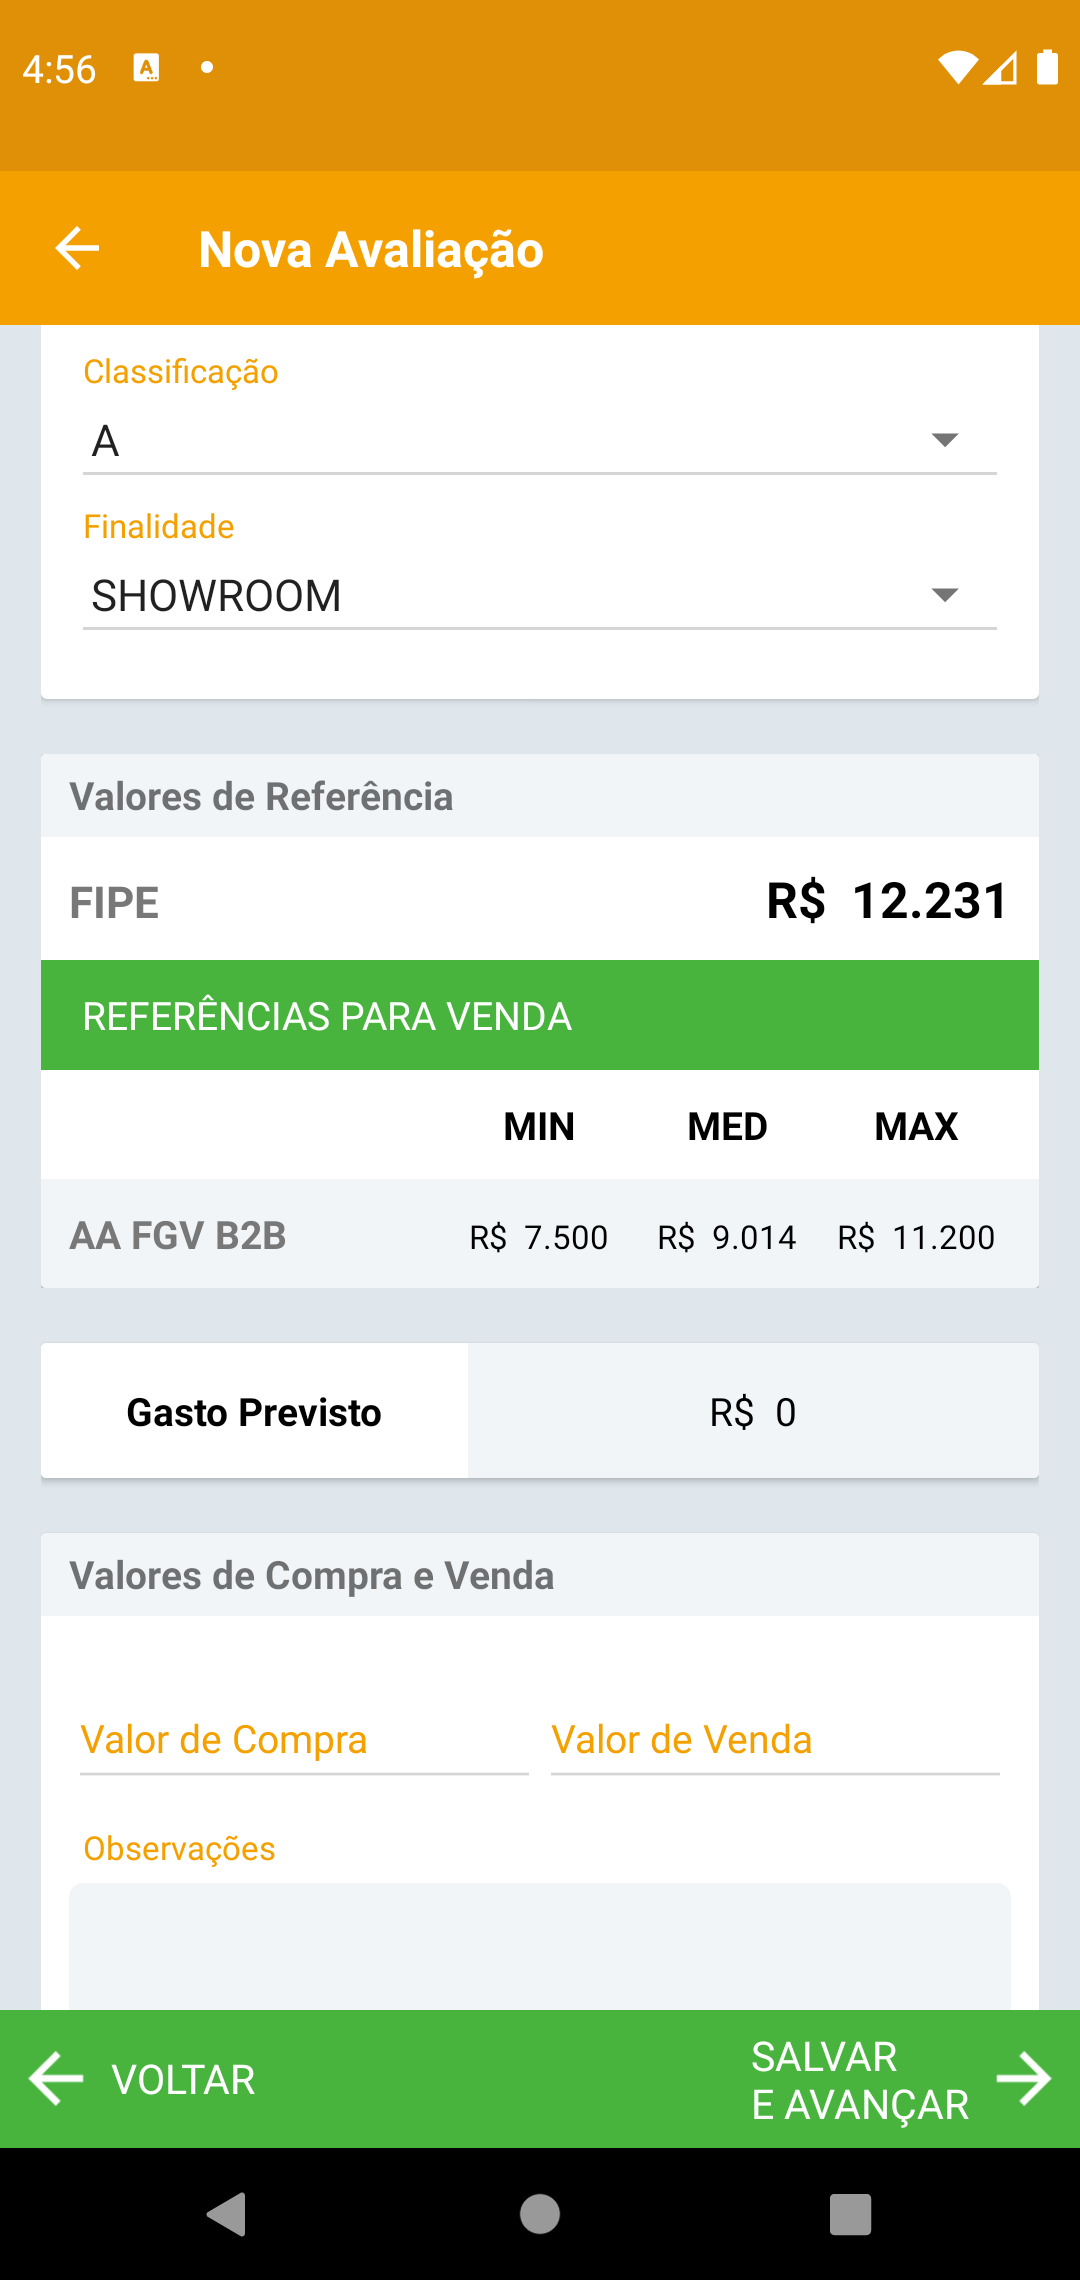 4:56
Nova Avaliação
Classificação
A
Finalidade
SHOWROOM
Valores de Referência
FIPE R$ 12.231
REFERÊNCIAS PARA VENDA
MIN MED MAX
AA FGV B2B R$ 7.500 R$ 9.014 R$ 11.200
Gasto Previsto R$ 0
Valores de Compra e Venda
Valor de Compra Valor de Venda
Observações
VOLTAR
SALVAR
E AVANÇAR